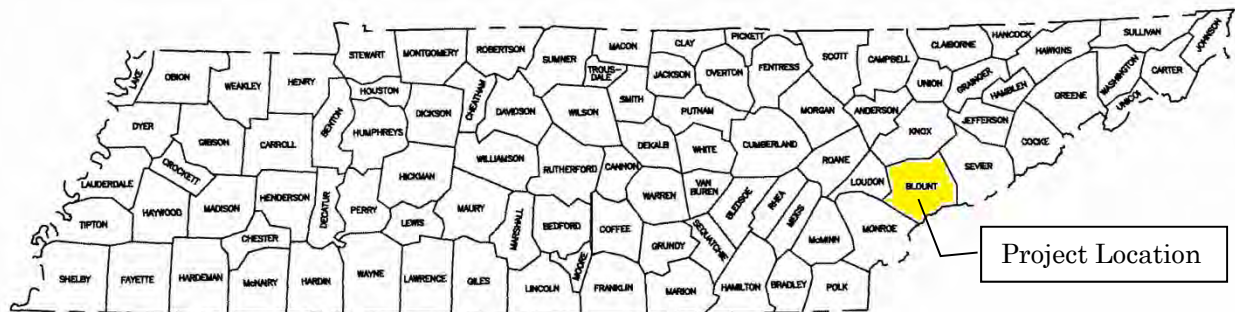 LAKE
OBION
WEAKLEY
HENRY
STEWART
MONTGOMERY
ROBERTSON
SUMNER
MACON
TROUS-
DALE
CLAY
PICKETT
JACKSON
OVERTON
FENTRESS
SCOTT
CAMPBELL
CLAIBORNE
HANCOCK
HAWKINS
SULLIVAN
JOHNSON
CARTER
WASHINGTON
UNICOI
GREENE
UNION
GRAINGER
HAMBLEN
DYER
GIBSON
CARROLL
BENTON
HOUSTON
HUMPHREYS
DICKSON
CHEATHAM
DAVIDSON
WILSON
SMITH
PUTNAM
MORGAN
ANDERSON
KNOX
JEFFERSON
COCKE
SEVIER
CROCKETT
LAUDERDALE
TIPTON
HAYWOOD
MADISON
HENDERSON
DECATUR
PERRY
HICKMAN
LEWIS
WILLIAMSON
MAURY
RUTHERFORD
CANNON
DEKALB
WHITE
CUMBERLAND
ROANE
LOUDON
BLOUNT
MARSHALL
BEDFORD
COFFEE
WARREN
VAN
BUREN
BLEDSOE
RHEA
MEIGS
McMINN
MONROE
SEQUATCHIE
GRUNDY
MOORE
CHESTER
SHELBY
FAYETTE
HARDEMAN
McNAIRY
HARDIN
WAYNE
LAWRENCE
GILES
LINCOLN
FRANKLIN
MARION
HAMILTON
BRADLEY
POLK
Project Location